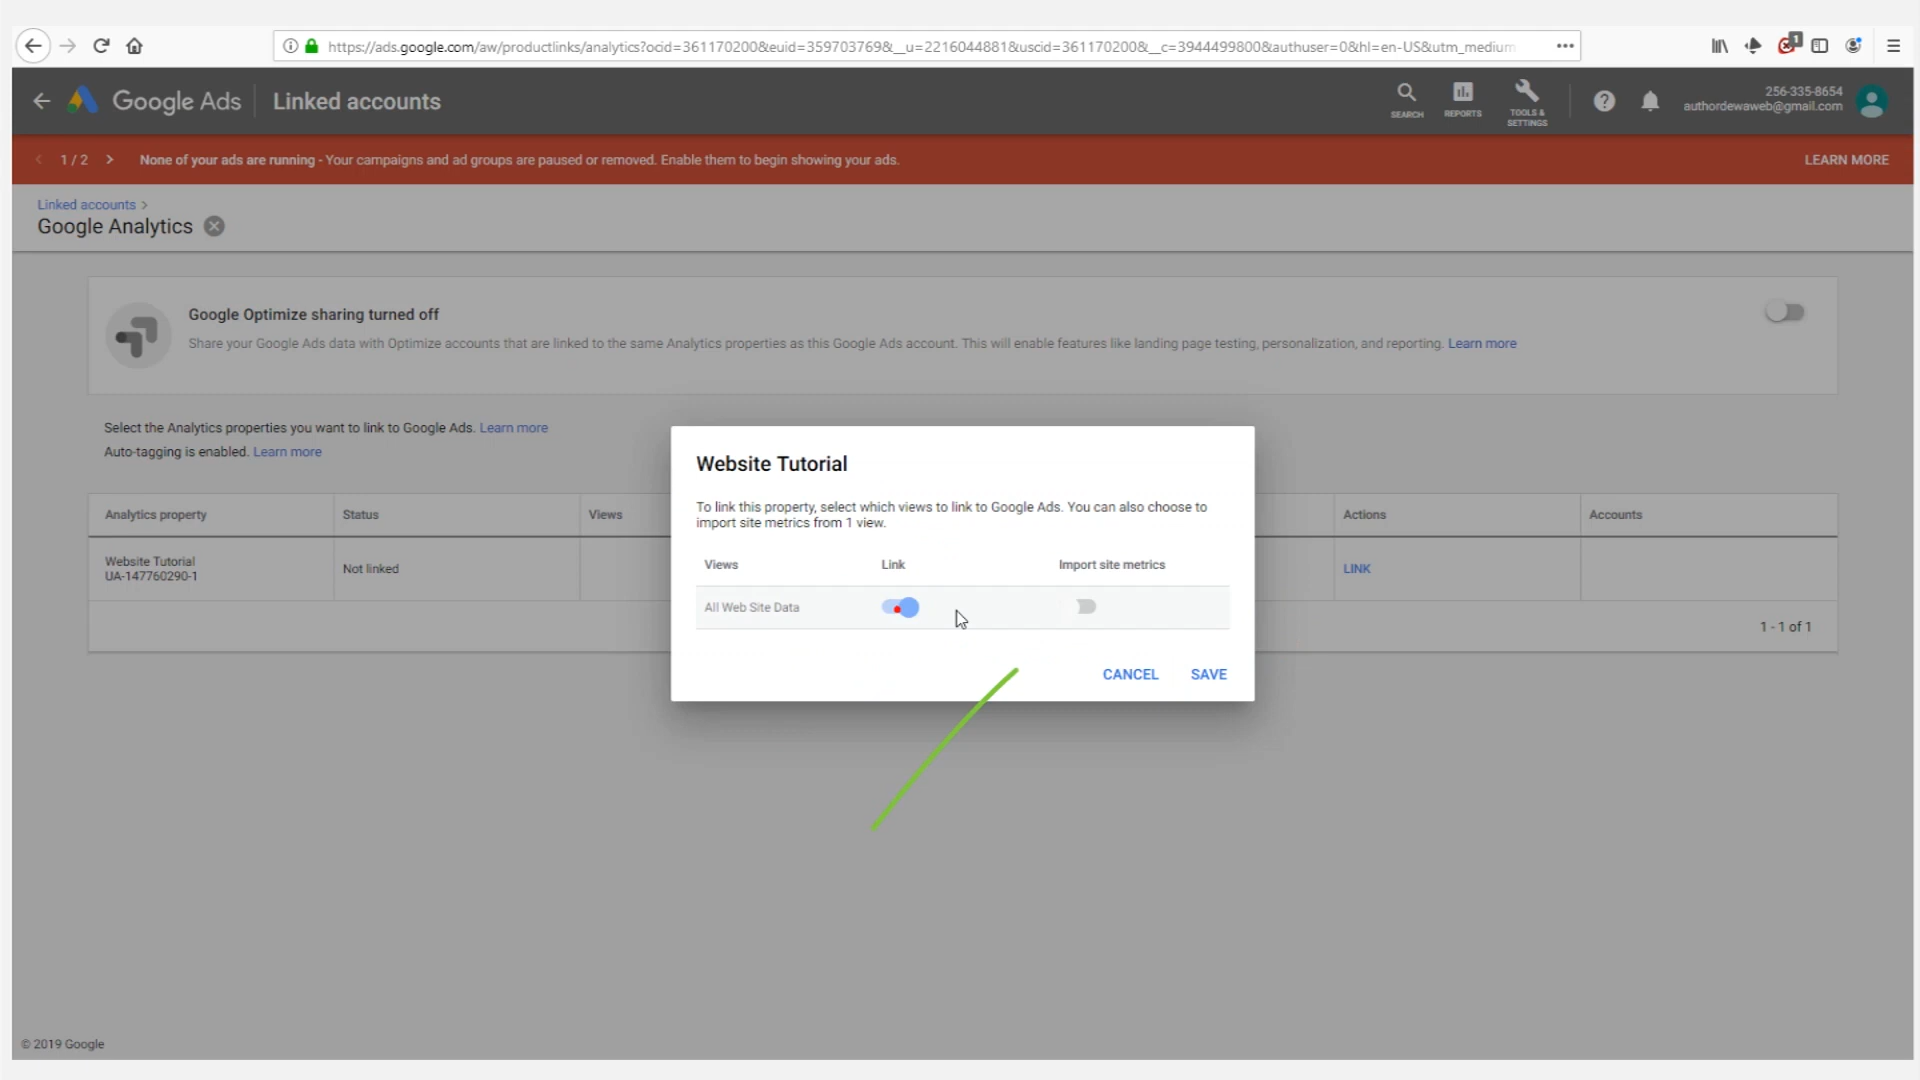 https://ads.google.com/aw/productlinks/analytics?ocid=361170200&euid=359703769&__u=2216044881&uscid=361170200&__c=3944499800&authuser=0&hl=en-US&utm_medium
1
Google Ads
Linked accounts
SEARCH
REPORTS
TOOLS &
SETTINGS
256-335-8654
authordewaweb@gmail.com
1 / 2
None of your ads are running - Your campaigns and ad groups are paused or removed. Enable them to begin showing your ads.
LEARN MORE
Linked accounts >
Google Analytics
Google Optimize sharing turned off
Share your Google Ads data with Optimize accounts that are linked to the same Analytics properties as this Google Ads account. This will enable features like landing page testing, personalization, and reporting. Learn more
Select the Analytics properties you want to link to Google Ads. Learn more
Auto-tagging is enabled. Learn more
Analytics property
Status
Views
Actions
Accounts
Website Tutorial
UA-147760290-1
Not linked
LINK
1 - 1 of 1
Website Tutorial
To link this property, select which views to link to Google Ads. You can also choose to
import site metrics from 1 view.
Views
Link
Import site metrics
All Web Site Data
CANCEL
SAVE
© 2019 Google